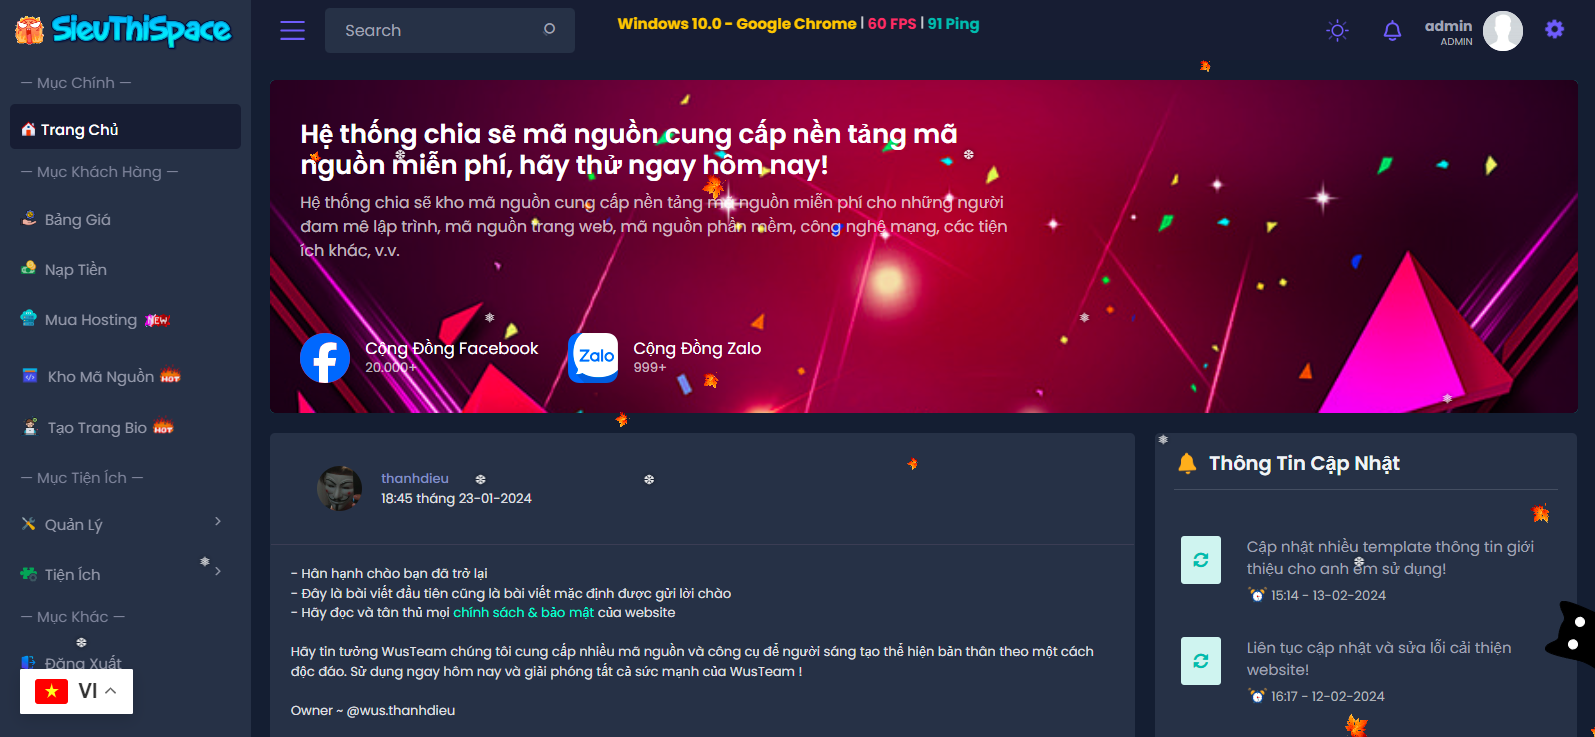 SieuThiSpace
Search
Windows 10.0 - Google Chrome | 60 FPS | 91 Ping
admin
ADMIN
— Mục Chính —
Trang Chủ
— Mục Khách Hàng —
Bảng Giá
Nạp Tiền
Mua Hosting NEW
Kho Mã Nguồn HOT
Tạo Trang Bio HOT
— Mục Tiện Ích —
Quản Lý
Tiện Ích
— Mục Khác —
Đăng Xuất
VI
Hệ thống chia sẽ mã nguồn cung cấp nền tảng mã
nguồn miễn phí, hãy thử ngay hôm nay!
Hệ thống chia sẽ kho mã nguồn cung cấp nền tảng mã nguồn miễn phí cho những người
đam mê lập trình, mã nguồn trang web, mã nguồn phần mềm, công nghệ mạng, các tiện
ích khác, v.v.
Cộng Đồng Facebook
20.000+
Zalo
Cộng Đồng Zalo
999+
thanhdieu
18:45 tháng 23-01-2024
- Hân hạnh chào bạn đã trở lại
- Đây là bài viết đầu tiên cũng là bài viết mặc định được gửi lời chào
- Hãy đọc và tân thủ mọi chính sách & bảo mật của website
Hãy tin tưởng WusTeam chúng tôi cung cấp nhiều mã nguồn và công cụ để người sáng tạo thể hiện bản thân theo một cách
độc đáo. Sử dụng ngay hôm nay và giải phóng tất cả sức mạnh của WusTeam !
Owner ~ @wus.thanhdieu
Thông Tin Cập Nhật
Cập nhật nhiều template thông tin giới
thiệu cho anh em sử dụng!
15:14 - 13-02-2024
Liên tục cập nhật và sửa lỗi cải thiện
website!
16:17 - 12-02-2024